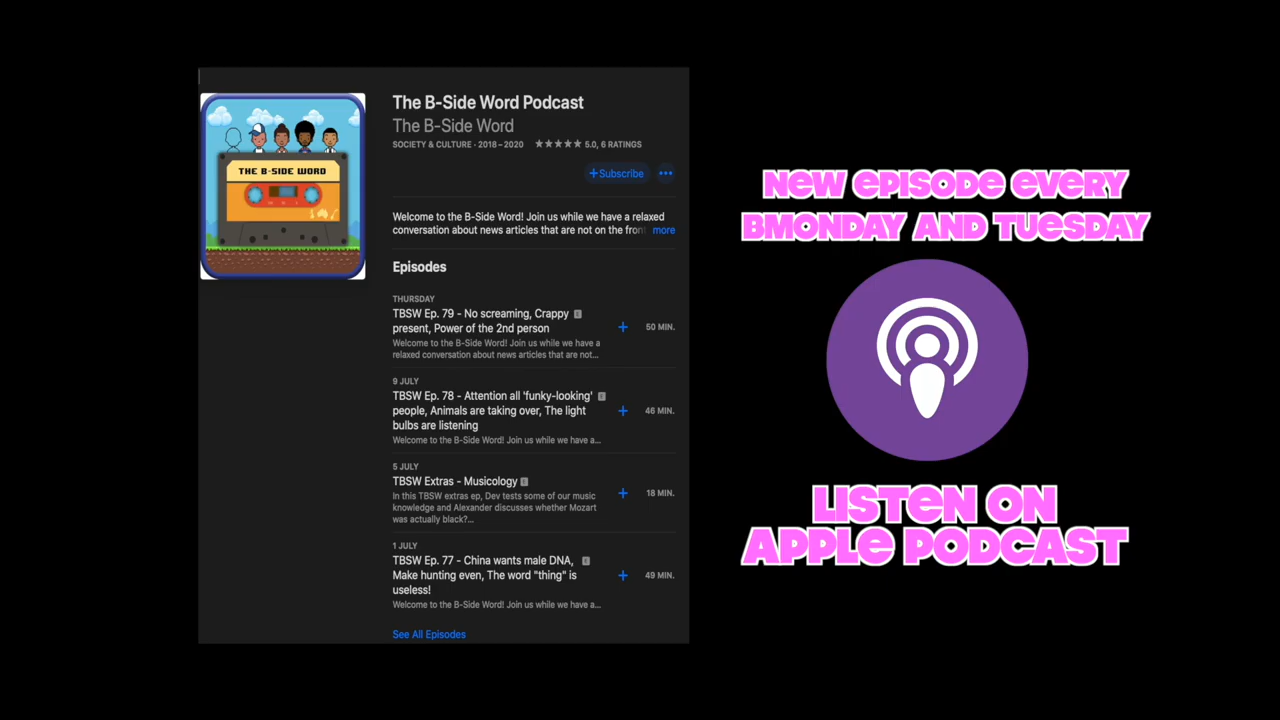 The B-Side Word Podcast
The B-Side Word
SOCIETY & CULTURE · 2018–2020 ★★★★★ 5.0, 6 RATINGS
+Subscribe
THE B-SIDE WORD
Welcome to the B-Side Word! Join us while we have a relaxed
conversation about news articles that are not on the fron more
Episodes
THURSDAY
TBSW Ep. 79 - No screaming, Crappy E
present, Power of the 2nd person
+ 50 MIN.
Welcome to the B-Side Word! Join us while we have a
relaxed conversation about news articles that are not...
9 JULY
TBSW Ep. 78 - Attention all 'funky-looking' E
people, Animals are taking over, The light
bulbs are listening
+ 46 MIN.
Welcome to the B-Side Word! Join us while we have a...
5 JULY
TBSW Extras - Musicology E
+ 18 MIN.
In this TBSW extras ep, Dev tests some of our music
knowledge and Alexander discusses whether Mozart
was actually black?...
1 JULY
TBSW Ep. 77 - China wants male DNA, E
Make hunting even, The word "thing" is
useless!
+ 49 MIN.
Welcome to the B-Side Word! Join us while we have a...
See All Episodes
New episode every
BMONDAY AND TUESDAY
LISTEN ON
APPLE PODCAST